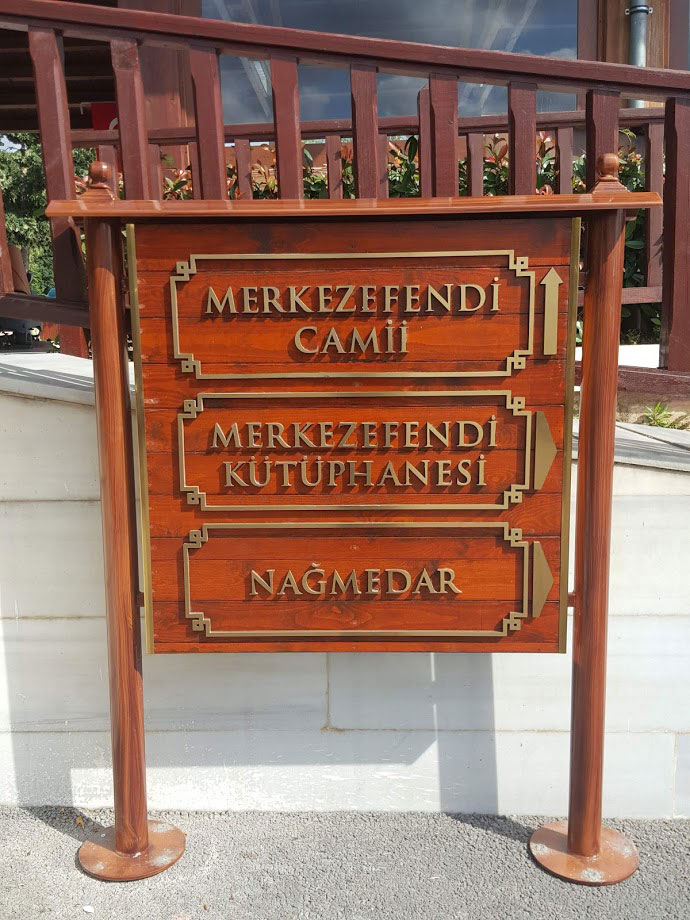 MERKEZEFENDİ
CAMİİ
MERKEZEFENDİ
KÜTÜPHANESİ
NAĞMEDAR